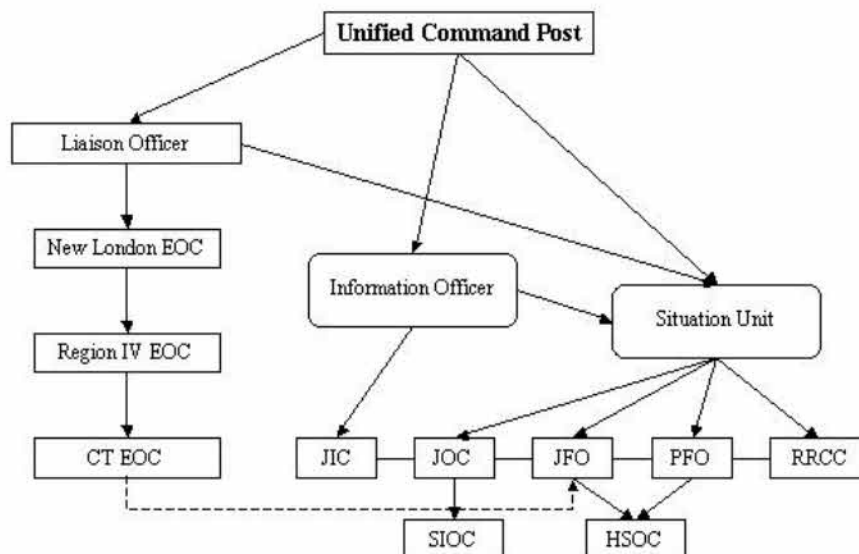 Unified Command Post
Liaison Officer
New London EOC
Information Officer
Situation Unit
Region IV EOC
CT EOC
JIC
JOC
JFO
PFO
RRCC
SIOC
HSOC